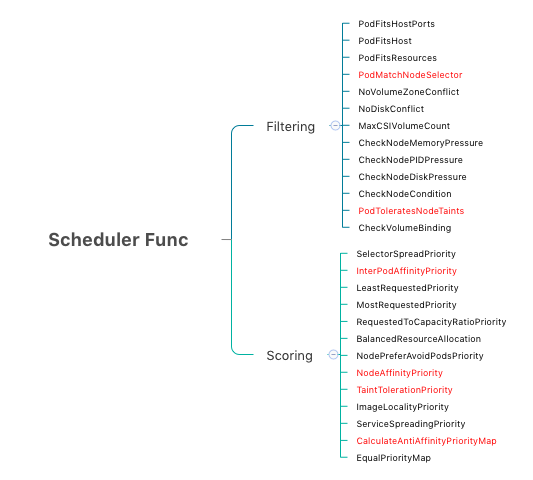 Scheduler Func
Filtering
PodFitsHostPorts
PodFitsHost
PodFitsResources
PodMatchNodeSelector
NoVolumeZoneConflict
NoDiskConflict
MaxCSIVolumeCount
CheckNodeMemoryPressure
CheckNodePIDPressure
CheckNodeDiskPressure
CheckNodeCondition
PodToleratesNodeTaints
CheckVolumeBinding
Scoring
SelectorSpreadPriority
InterPodAffinityPriority
LeastRequestedPriority
MostRequestedPriority
RequestedToCapacityRatioPriority
BalancedResourceAllocation
NodePreferAvoidPodsPriority
NodeAffinityPriority
TaintTolerationPriority
ImageLocalityPriority
ServiceSpreadingPriority
CalculateAntiAffinityPriorityMap
EqualPriorityMap